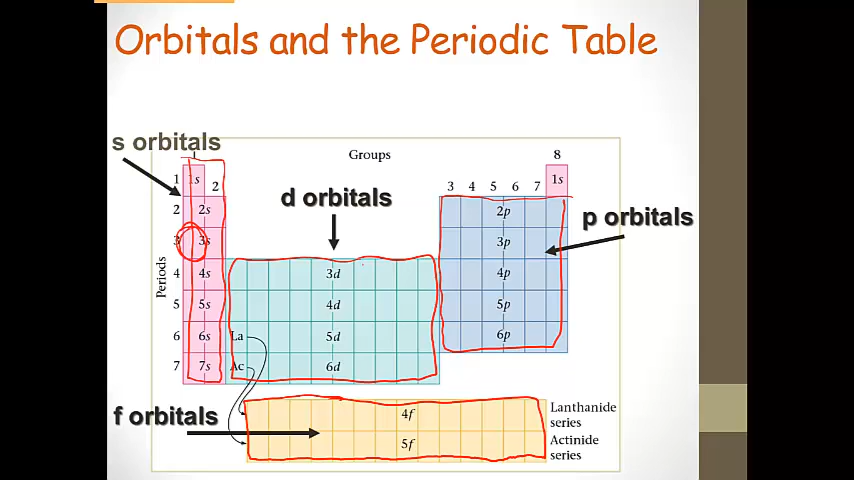 Orbitals and the Periodic Table
s orbitals
1
Groups
8
1 1s 2
3 4 5 6 7 1s
d orbitals
p orbitals
2 2s 2p
3 3s 3p
Periods
4 4s 3d 4p
5 5s 4d 5p
6 6s La 5d 6p
7 7s Ac 6d
f orbitals
4f Lanthanide
series
5f Actinide
series